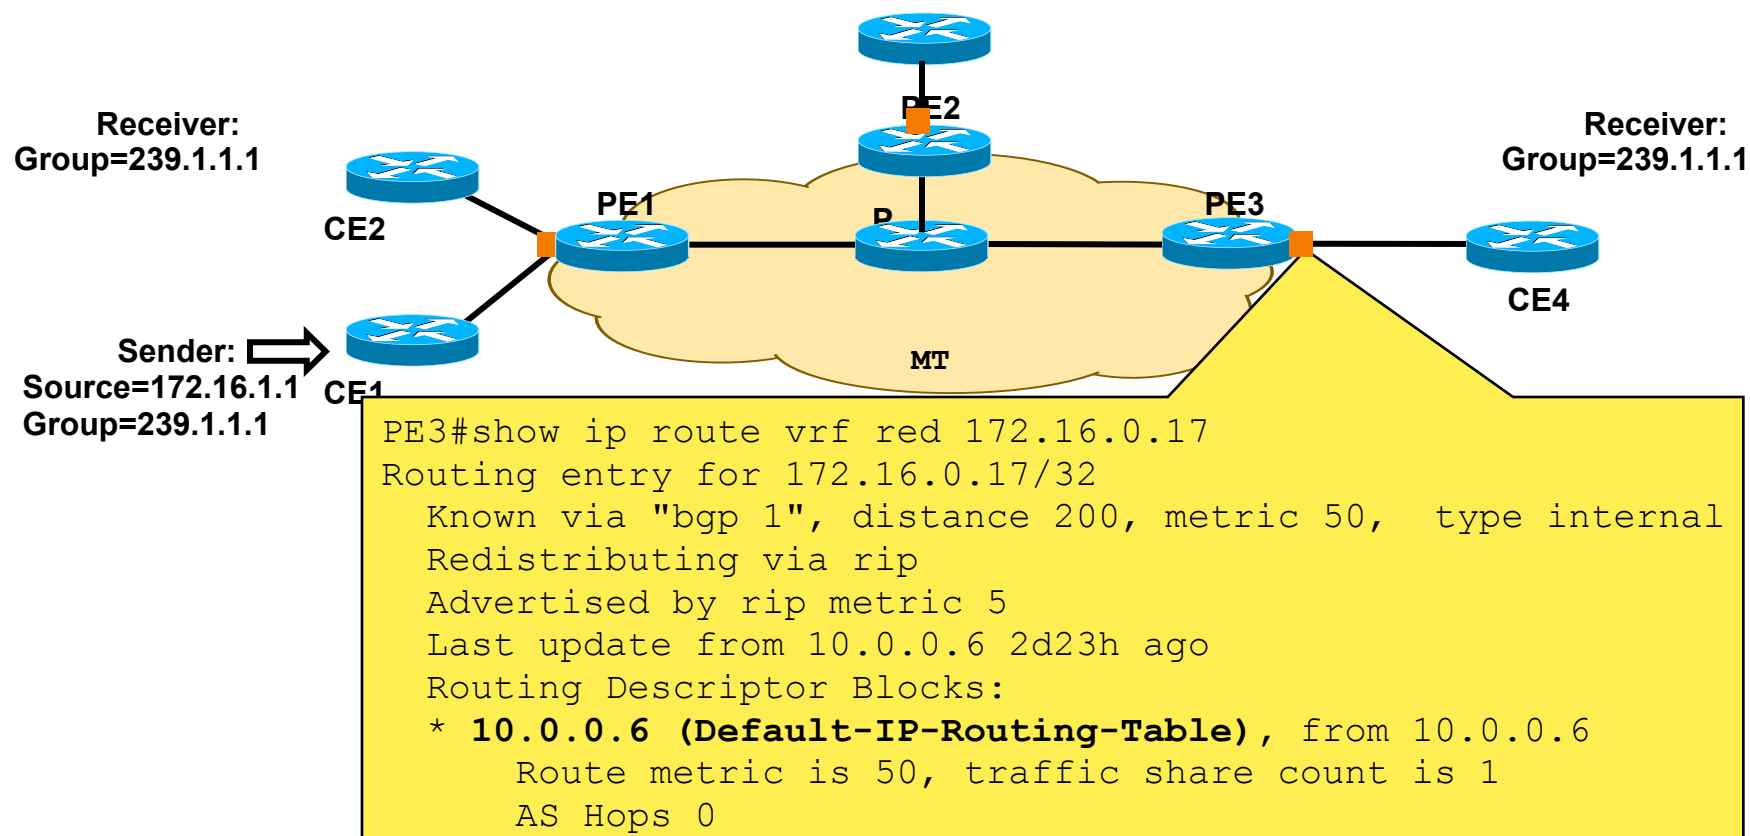 PE2
Receiver:
Group=239.1.1.1
Receiver:
Group=239.1.1.1
PE1
P
PE3
CE2
CE4
Sender:
Source=172.16.1.1
Group=239.1.1.1
CE1
MT
PE3#show ip route vrf red 172.16.0.17
Routing entry for 172.16.0.17/32
Known via "bgp 1", distance 200, metric 50,  type internal
Redistributing via rip
Advertised by rip metric 5
Last update from 10.0.0.6 2d23h ago
Routing Descriptor Blocks:
* 10.0.0.6 (Default-IP-Routing-Table), from 10.0.0.6
Route metric is 50, traffic share count is 1
AS Hops 0